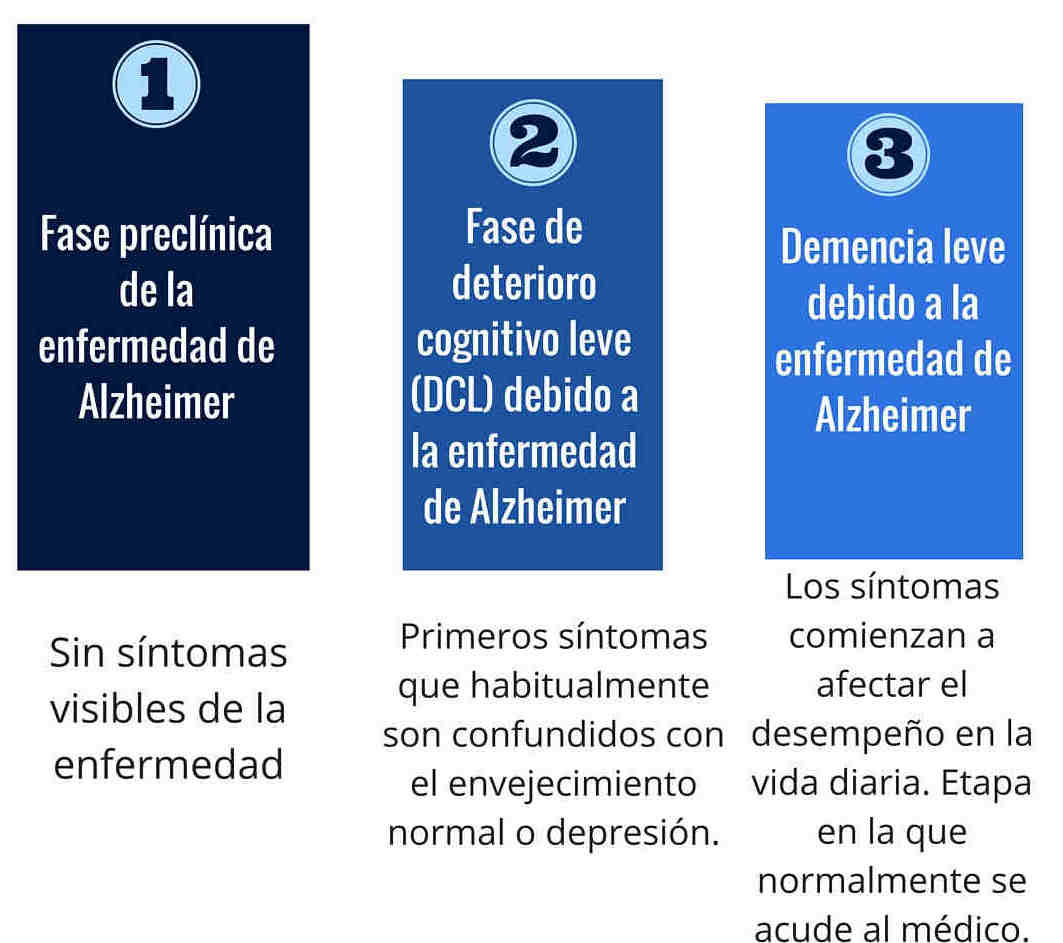 1
Fase preclínica
de la
enfermedad de
Alzheimer
Sin síntomas
visibles de la
enfermedad
2
Fase de
deterioro
cognitivo leve
(DCL) debido a
la enfermedad
de Alzheimer
Primeros síntomas
que habitualmente
son confundidos con
el envejecimiento
normal o depresión.
3
Demencia leve
debido a la
enfermedad de
Alzheimer
Los síntomas
comienzan a
afectar el
desempeño en la
vida diaria. Etapa
en la que
normalmente se
acude al médico.